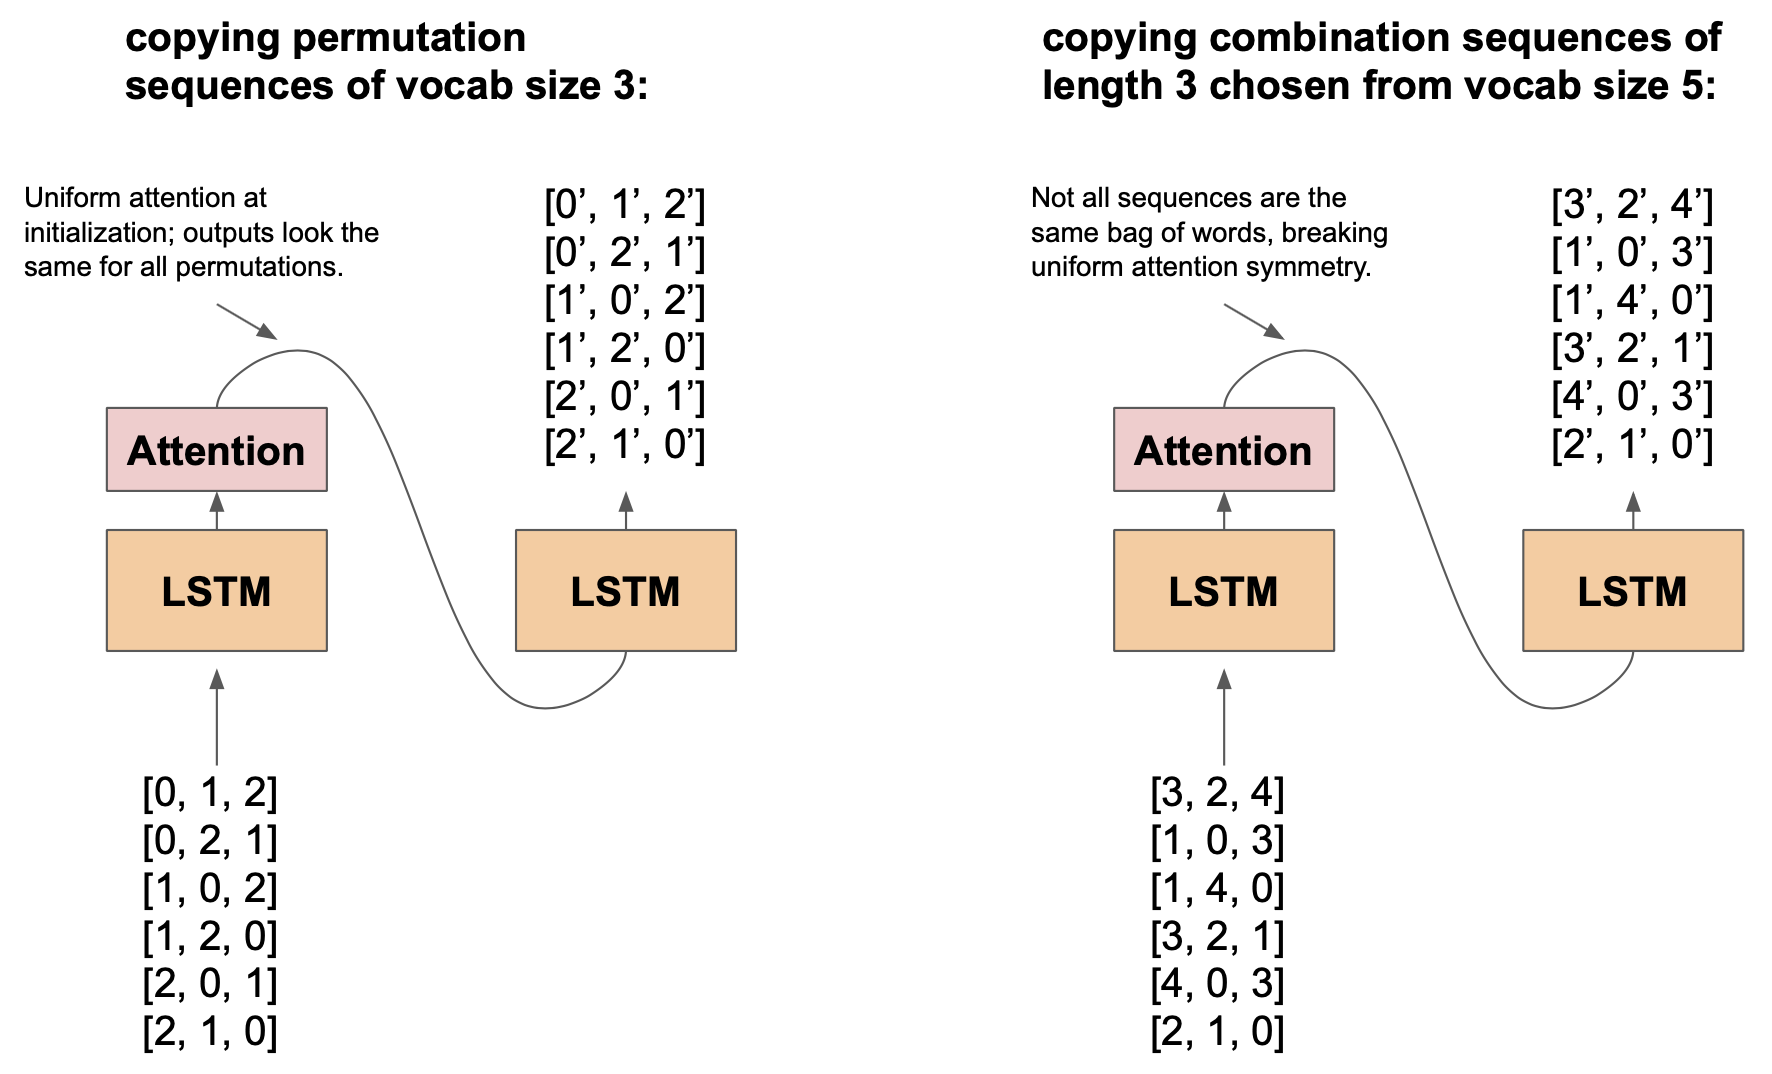 copying permutation
sequences of vocab size 3:
Uniform attention at
initialization; outputs look the
same for all permutations.
[0’, 1’, 2’]
[0’, 2’, 1’]
[1’, 0’, 2’]
[1’, 2’, 0’]
[2’, 0’, 1’]
[2’, 1’, 0’]
Attention
LSTM
LSTM
[0, 1, 2]
[0, 2, 1]
[1, 0, 2]
[1, 2, 0]
[2, 0, 1]
[2, 1, 0]
copying combination sequences of
length 3 chosen from vocab size 5:
Not all sequences are the
same bag of words, breaking
uniform attention symmetry.
[3’, 2’, 4’]
[1’, 0’, 3’]
[1’, 4’, 0’]
[3’, 2’, 1’]
[4’, 0’, 3’]
[2’, 1’, 0’]
Attention
LSTM
LSTM
[3, 2, 4]
[1, 0, 3]
[1, 4, 0]
[3, 2, 1]
[4, 0, 3]
[2, 1, 0]